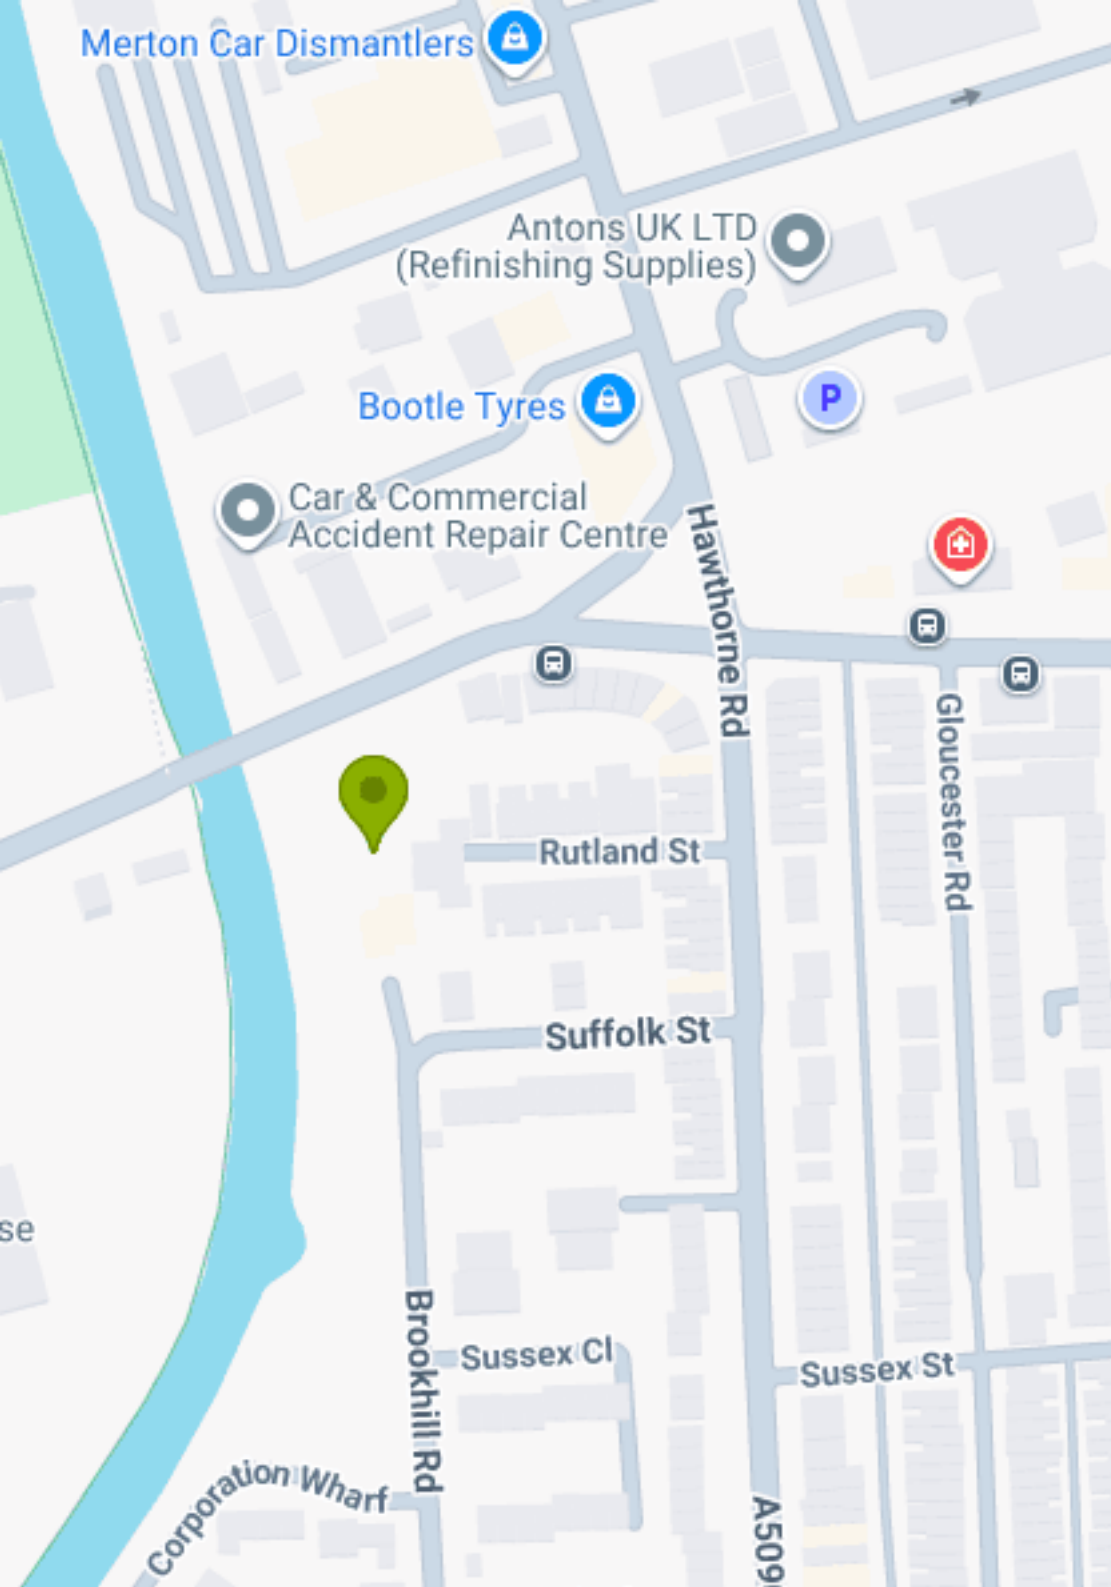 Merton Car Dismantlers
Antons UK LTD
(Refinishing Supplies)
P
Bootle Tyres
Car & Commercial
Accident Repair Centre
Hawthorne Rd
Gloucester Rd
Rutland St
Suffolk St
se
Brookhill Rd
Sussex Cl
Sussex St
Corporation Wharf
A509